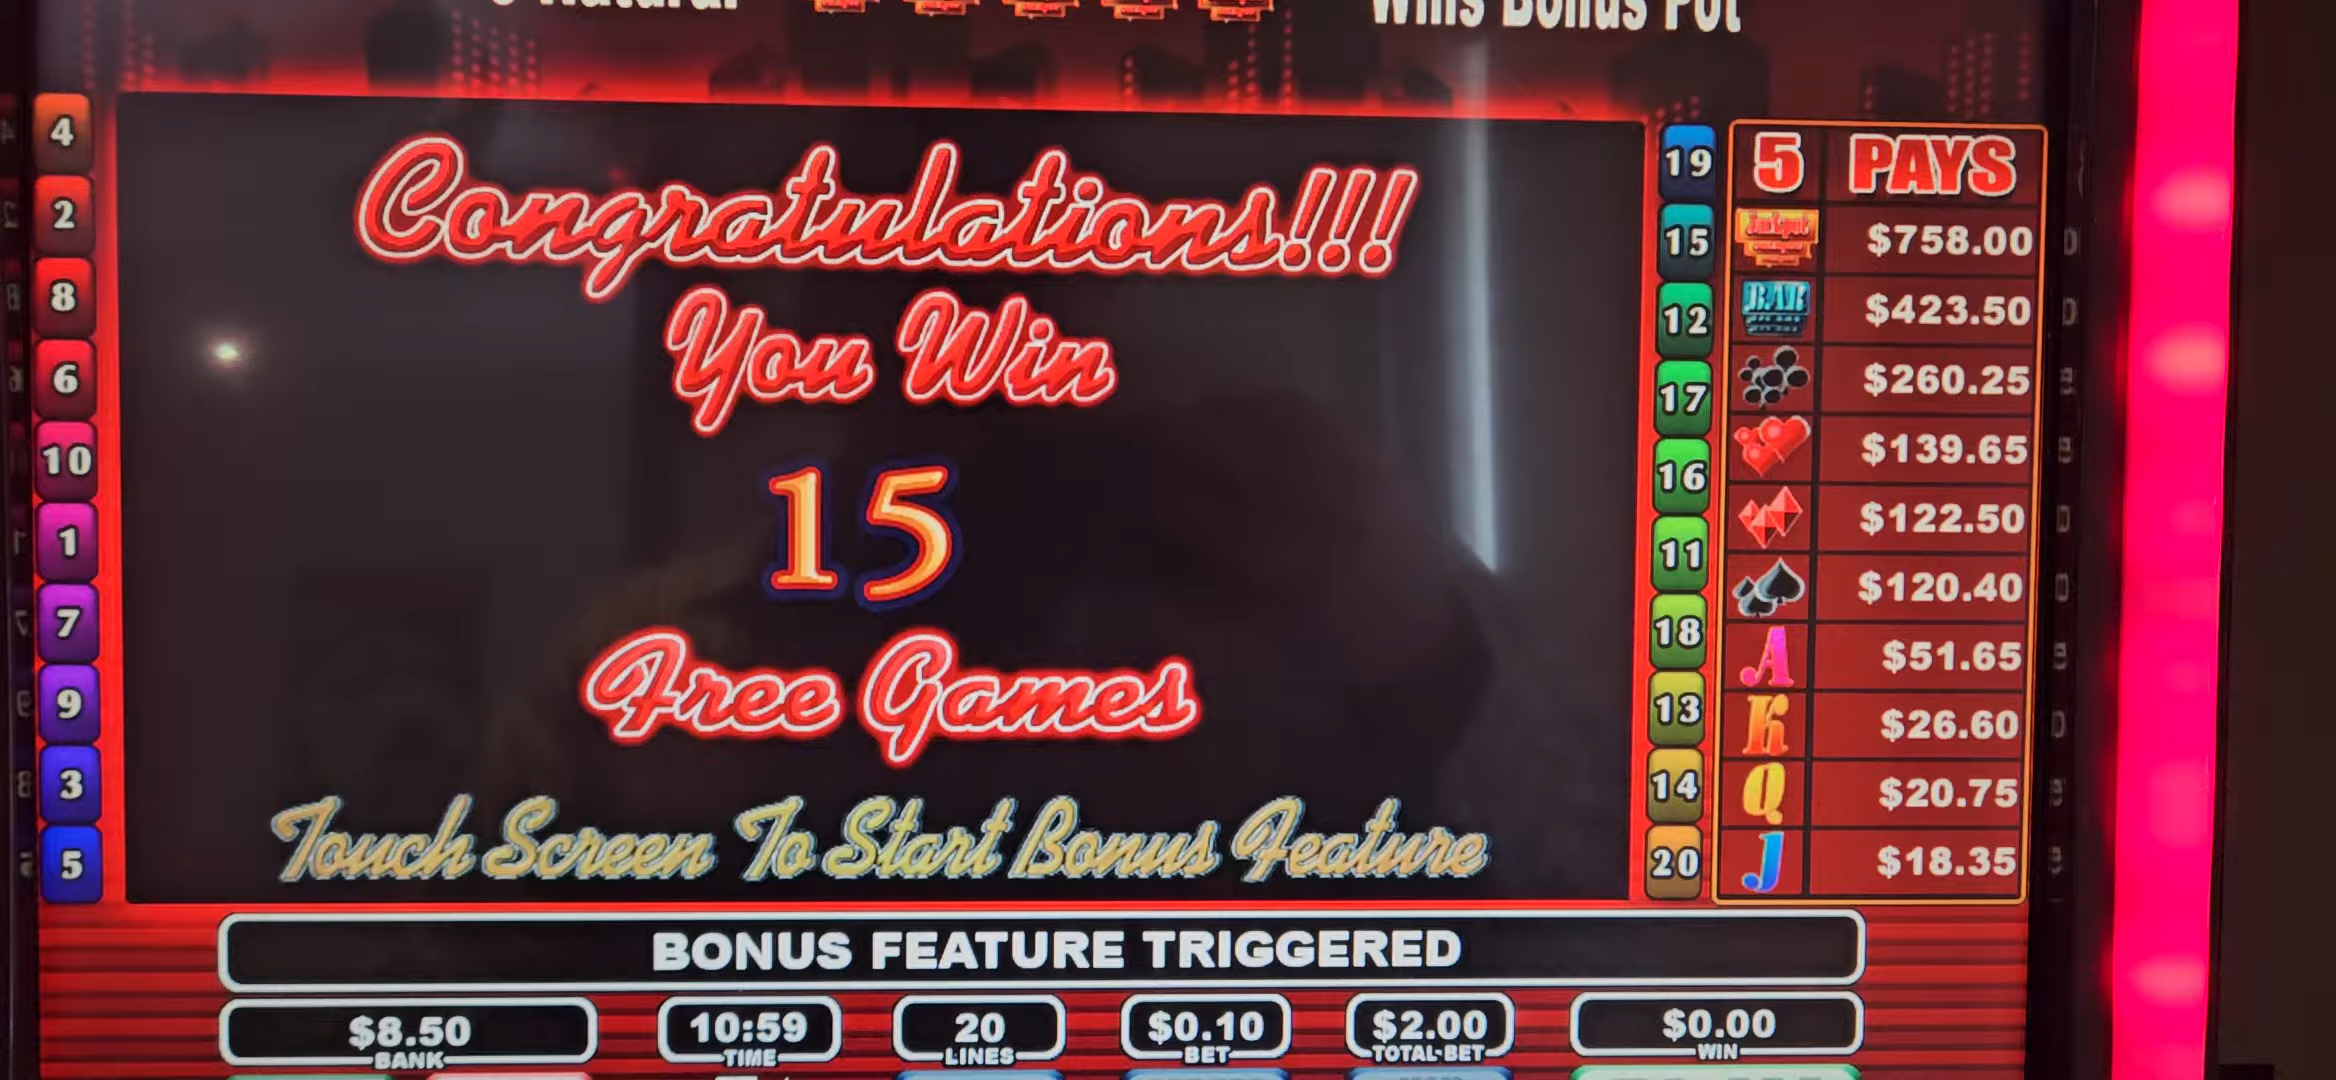 Natural
Wins Bonus Pot
Congratulations!!!
You Win
15
Free Games
Touch Screen To Start Bonus Feature
4
2
8
6
10
1
7
9
3
5
19
15
12
17
16
11
18
13
14
20
5 PAYS
Jackpot $758.00
BAR $423.50
$260.25
$139.65
$122.50
$120.40
A $51.65
K $26.60
Q $20.75
J $18.35
BONUS FEATURE TRIGGERED
$8.50 10:59 20 $0.10 $2.00 $0.00
BANK TIME LINES BET TOTAL-BET WIN